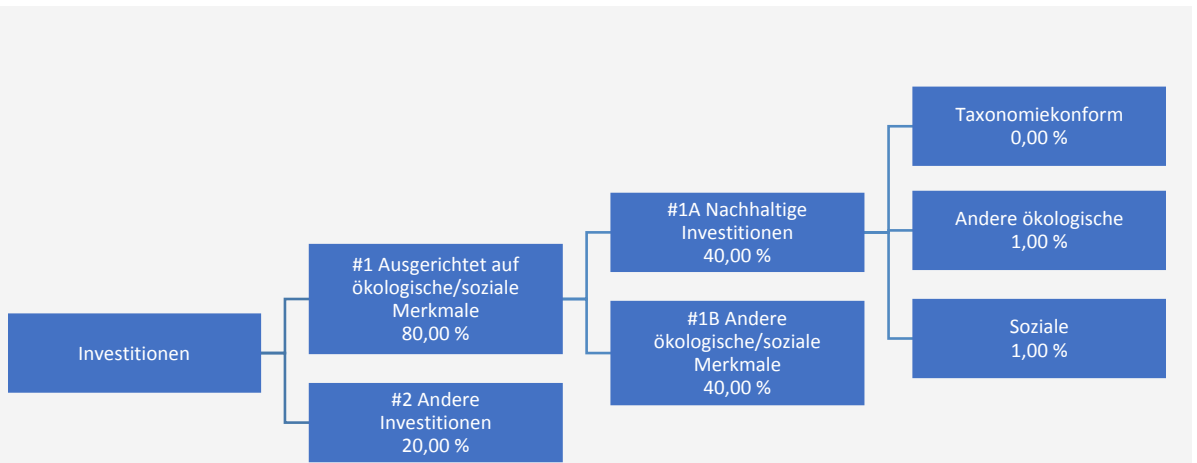 Investitionen
#1 Ausgerichtet auf
ökologische/soziale
Merkmale
80,00 %
#2 Andere
Investitionen
20,00 %
#1A Nachhaltige
Investitionen
40,00 %
#1B Andere
ökologische/soziale
Merkmale
40,00 %
Taxonomiekonform
0,00 %
Andere ökologische
1,00 %
Soziale
1,00 %